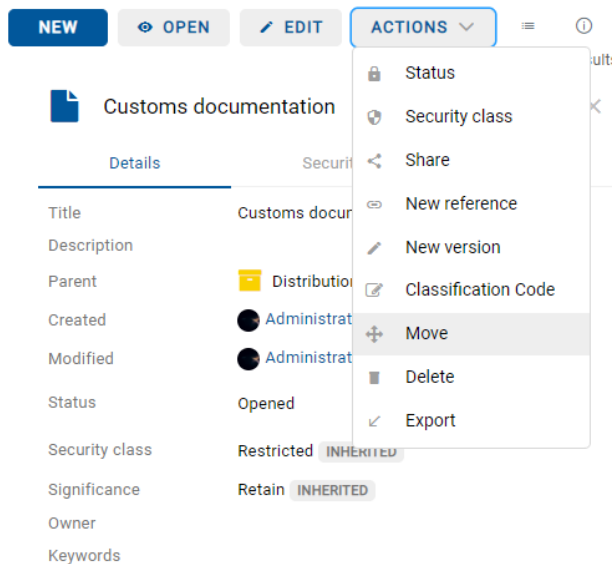 NEW OPEN EDIT ACTIONS
Customs documentation
Details
Title Customs
Description
Parent
Created
Modified
Status Opened
Security class Restricted INHERITED
Significance Retain INHERITED
Owner
Keywords
Status
Security class
Share
New reference
New version
Classification Code
Move
Delete
Export